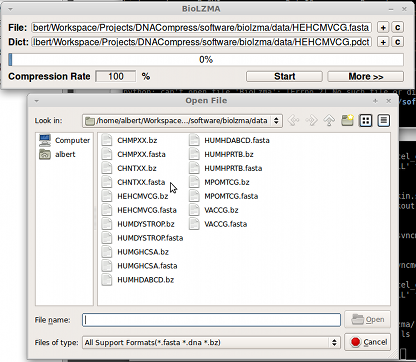 BioLZMA
File: bert/Workspace/Projects/DNACompress/software/biolzma/data/HEHCMVCG.fasta + c
Dict: lbert/Workspace/Projects/DNACompress/software/biolzma/data/HEHCMVCG.pdct + c
0%
Compression Rate 100 % Start More >>
Open File
Look in: /home/albert/Workspace.../software/biolzma/data
Computer
albert
CHMPXX.bz
CHMPXX.fasta
CHNTXX.bz
CHNTXX.fasta
HEHCMVCG.bz
HEHCMVCG.fasta
HUMDYSTROP.bz
HUMDYSTROP.fasta
HUMGHCSA.bz
HUMGHCSA.fasta
HUMHDABCD.bz
HUMHDABCD.fasta
HUMHPRTB.bz
HUMHPRTB.fasta
MPOMTCG.bz
MPOMTCG.fasta
VACCG.bz
VACCG.fasta
File name: Open
Files of type: All Support Formats(*.fasta *.dna *.bz) Cancel